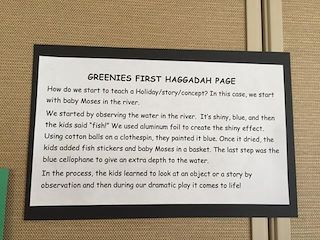 GREENIES FIRST HAGGADAH PAGE
How do we start to teach a Holiday/story/concept? In this case, we start
with baby Moses in the river.
We started by observing the water in the river. It's shiny, blue, and then
the kids said "fish!" We used aluminum foil to create the shiny effect.
Using cotton balls on a clothespin, they painted it blue. Once it dried, the
kids added fish stickers and baby Moses in a basket. The last step was the
blue cellophane to give an extra depth to the water.
In the process, the kids learned to look at an object or a story by
observation and then during our dramatic play it comes to life!